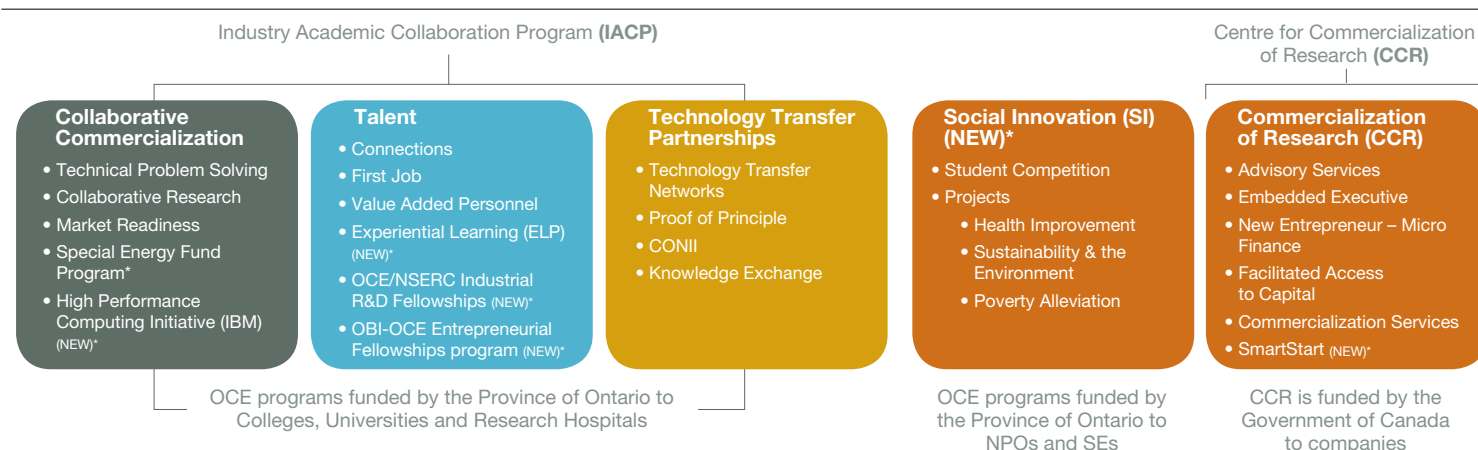 Industry Academic Collaboration Program (IACP)
Centre for Commercialization
of Research (CCR)
Collaborative
Commercialization
• Technical Problem Solving
• Collaborative Research
• Market Readiness
• Special Energy Fund
Program*
• High Performance
Computing Initiative (IBM)
(NEW)*
Talent
• Connections
• First Job
• Value Added Personnel
• Experiential Learning (ELP)
(NEW)*
• OCE/NSERC Industrial
R&D Fellowships (NEW)*
• OBI-OCE Entrepreneurial
Fellowships program (NEW)*
Technology Transfer
Partnerships
• Technology Transfer
Networks
• Proof of Principle
• CONII
• Knowledge Exchange
Social Innovation (SI)
(NEW)*
• Student Competition
• Projects
• Health Improvement
• Sustainability & the
Environment
• Poverty Alleviation
Commercialization
of Research (CCR)
• Advisory Services
• Embedded Executive
• New Entrepreneur – Micro
Finance
• Facilitated Access
to Capital
• Commercialization Services
• SmartStart (NEW)*
OCE programs funded by the Province of Ontario to
Colleges, Universities and Research Hospitals
OCE programs funded by
the Province of Ontario to
NPOs and SEs
CCR is funded by the
Government of Canada
to companies